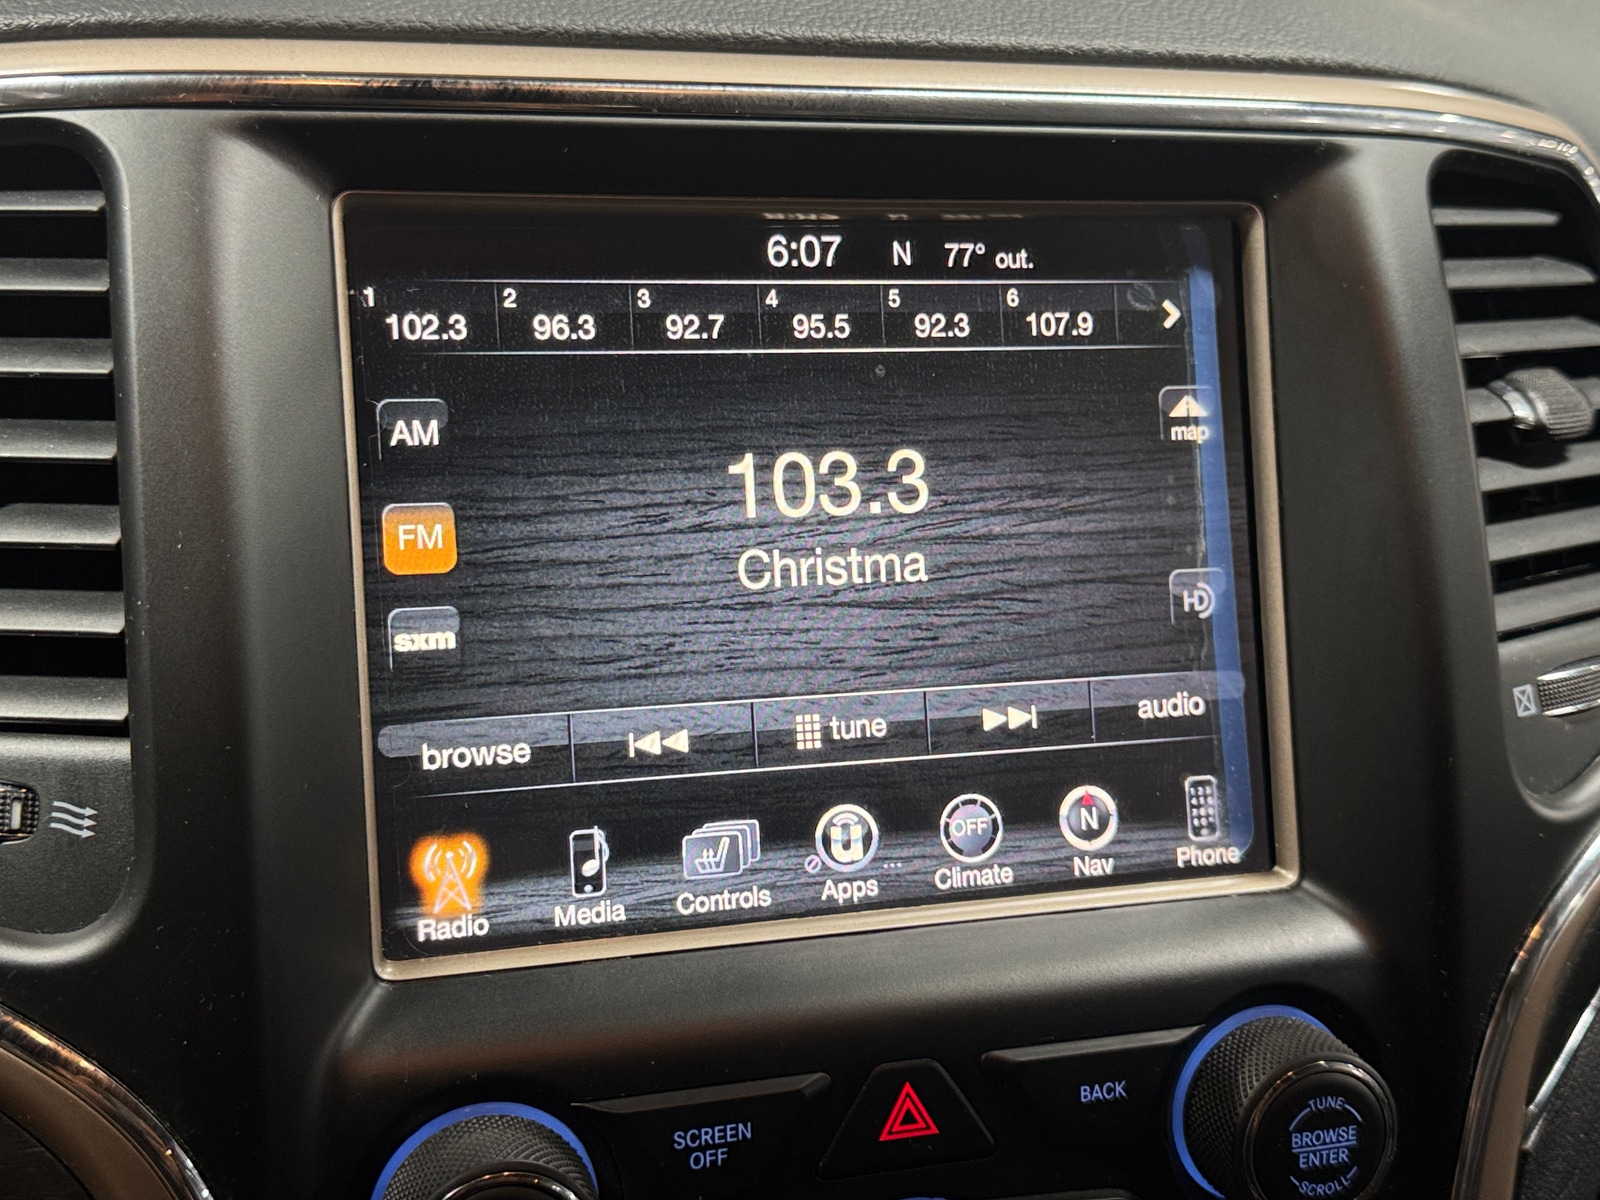 6:07 N 77° out.
1 2 3 4 5 6
102.3 96.3 92.7 95.5 92.3 107.9
AM
map
103.3
FM
Christma
HD
sxm
browse tune audio
OFF N
Radio Media Controls Apps ... Climate Nav Phone
SCREEN
OFF
BACK
TUNE
BROWSE
ENTER
SCROLL